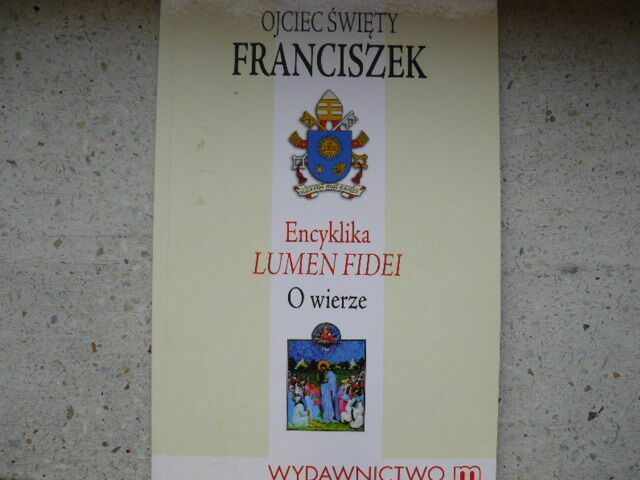 OJCIEC ŚWIĘTY
FRANCISZEK
Encyklika
LUMEN FIDEI
O wierze
WYDAWNICTWO m